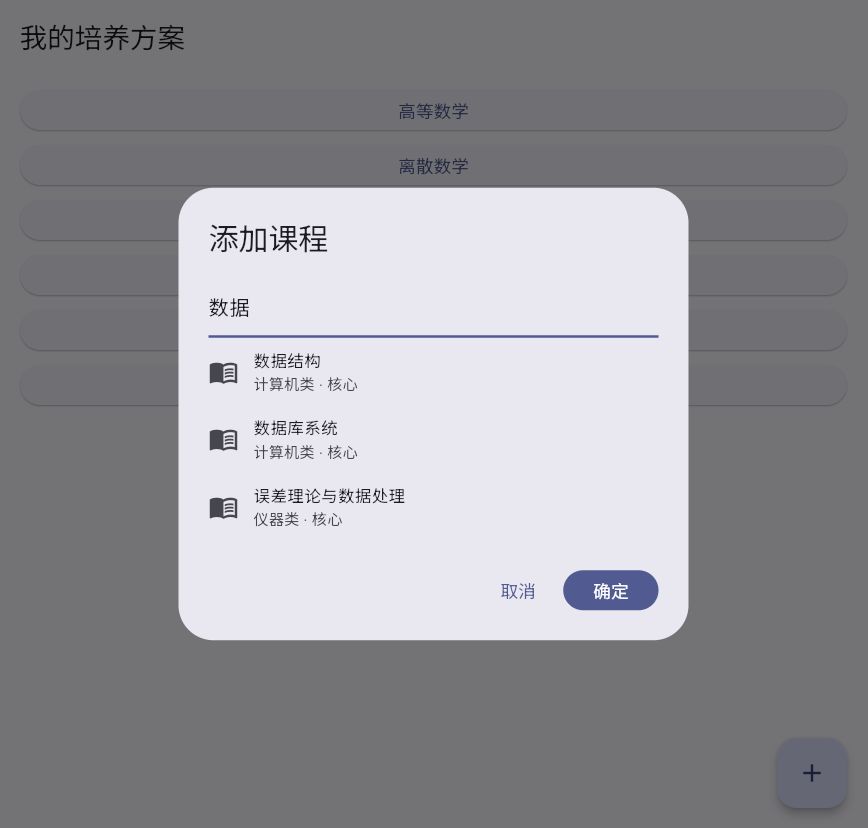 我的培养方案
高等数学
离散数学
添加课程
数据
数据结构
计算机类 · 核心
数据库系统
计算机类 · 核心
误差理论与数据处理
仪器类 · 核心
取消
确定